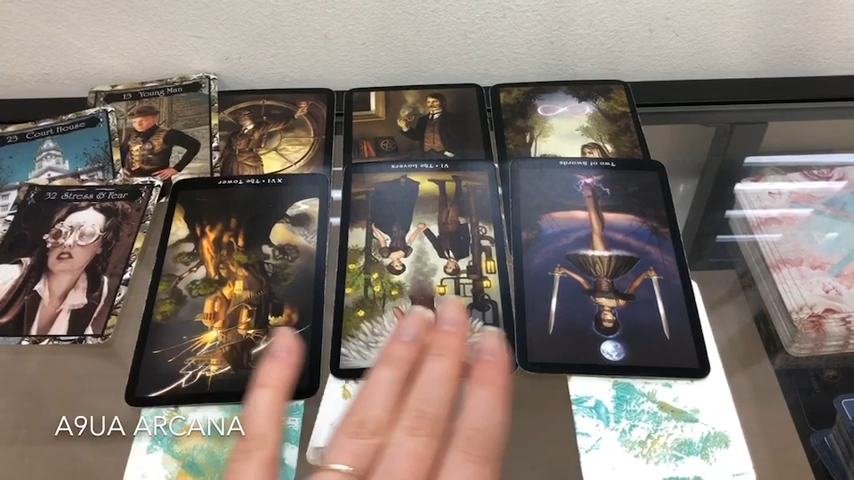 13 Young Man
23 Court House
32 Stress & Fear
XVI • The Tower
VI • The Lovers
Two of Swords
A9UA ARCANA